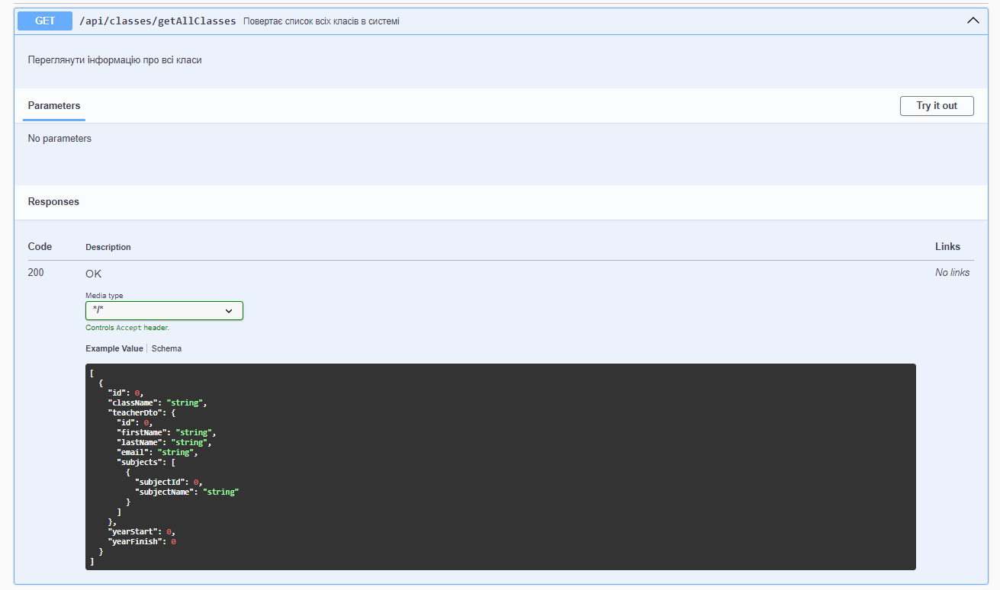 GET /api/classes/getAllClasses Повертає список всіх класів в системі
Переглянути інформацію про всі класи
Parameters
Try it out
No parameters
Responses
Code Description Links
200 OK No links
Media type
*/*
Controls Accept header.
Example Value Schema
[
  {
    "id": 0,
    "className": "string",
    "teacherDto": {
      "id": 0,
      "firstName": "string",
      "lastName": "string",
      "email": "string",
      "subjects": [
        {
          "subjectId": 0,
          "subjectName": "string"
        }
      ]
    },
    "yearStart": 0,
    "yearFinish": 0
  }
]